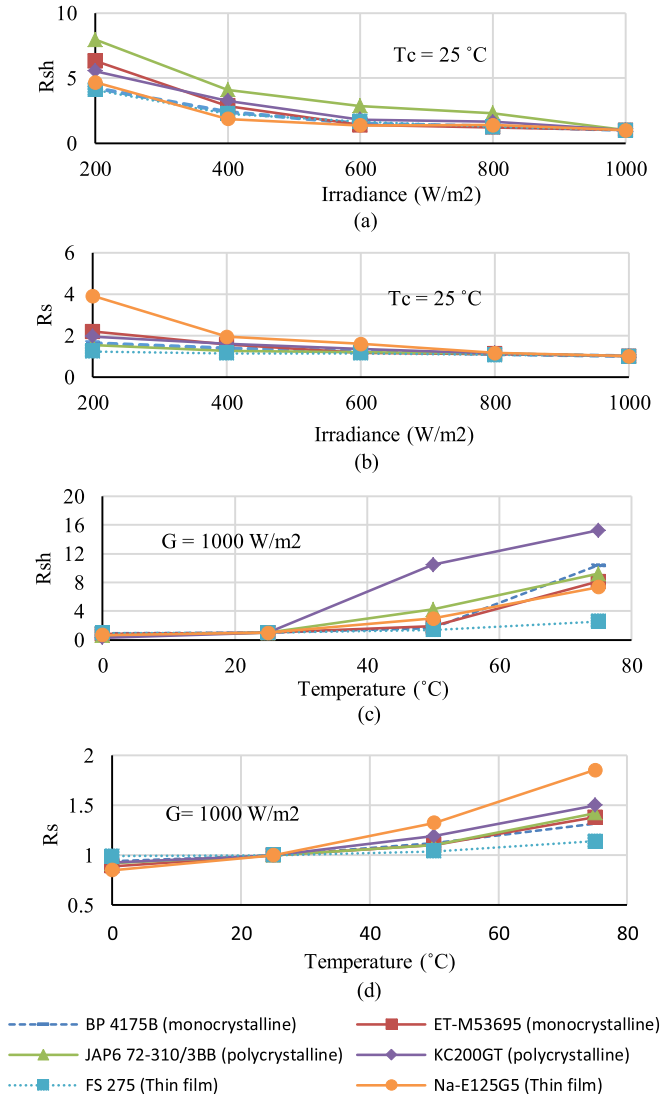 10
5
0
Rsh
Tc = 25 ˚C
200 400 600 800 1000
Irradiance (W/m2)
(a)
6
4
2
0
Rs
Tc = 25 ˚C
200 400 600 800 1000
Irradiance (W/m2)
(b)
20
16
12
8
4
0
Rsh
G = 1000 W/m2
0 20 40 60 80
Temperature (˚C)
(c)
2
1.5
1
0.5
Rs
G= 1000 W/m2
0 20 40 60 80
Temperature (˚C)
(d)
BP 4175B (monocrystalline) ET-M53695 (monocrystalline)
JAP6 72-310/3BB (polycrystalline) KC200GT (polycrystalline)
FS 275 (Thin film) Na-E125G5 (Thin film)